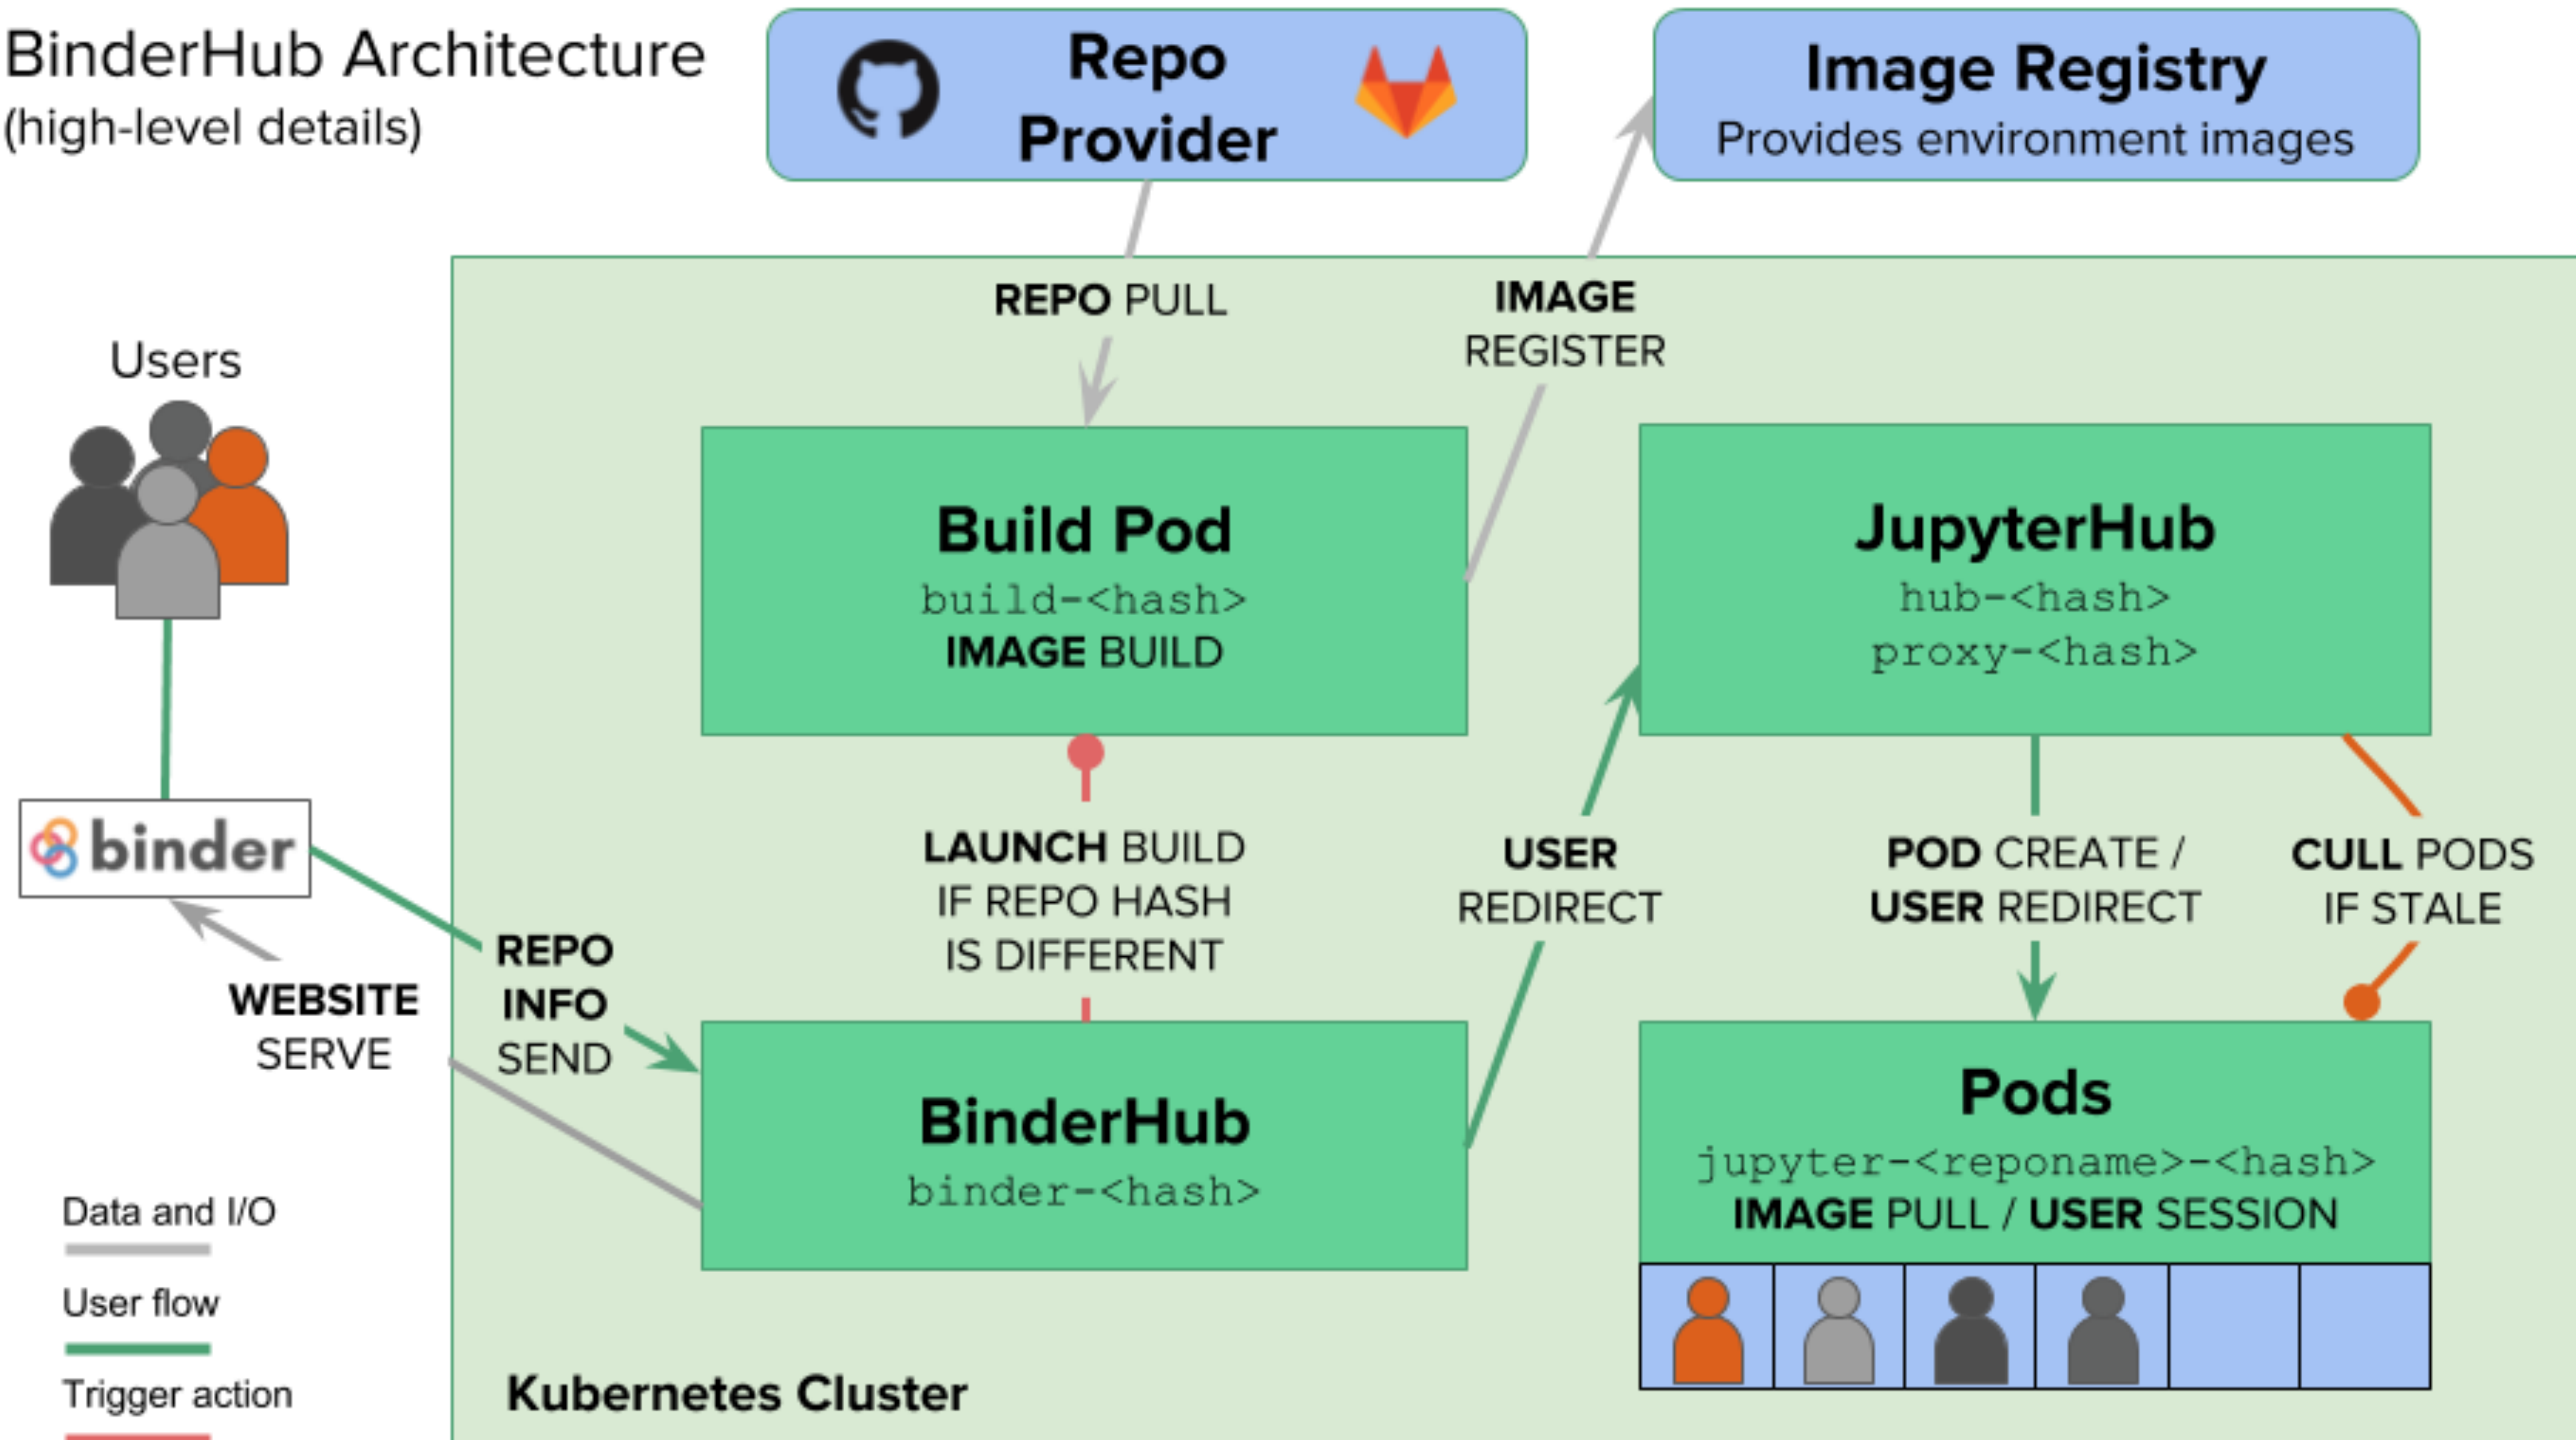 BinderHub Architecture
(high-level details)
Repo
Provider
Image Registry
Provides environment images
REPO PULL
IMAGE
REGISTER
Users
Build Pod
build-<hash>
IMAGE BUILD
JupyterHub
hub-<hash>
proxy-<hash>
binder
LAUNCH BUILD
IF REPO HASH
IS DIFFERENT
USER
REDIRECT
POD CREATE /
USER REDIRECT
CULL PODS
IF STALE
REPO
INFO
SEND
WEBSITE
SERVE
BinderHub
binder-<hash>
Pods
jupyter-<reponame>-<hash>
IMAGE PULL / USER SESSION
Data and I/O
User flow
Trigger action
Kubernetes Cluster